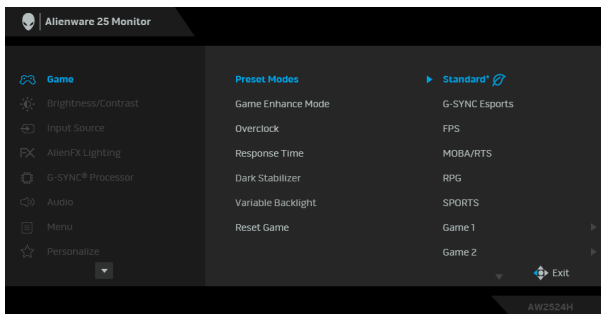 Alienware 25 Monitor
Game
Preset Modes
Standard*
Brightness/Contrast
Game Enhance Mode
G-SYNC Esports
Input Source
Overclock
FPS
AlienFX Lighting
Response Time
MOBA/RTS
G-SYNC® Processor
Dark Stabilizer
RPG
Audio
Variable Backlight
SPORTS
Menu
Reset Game
Game 1
Personalize
Game 2
Exit
AW2524H